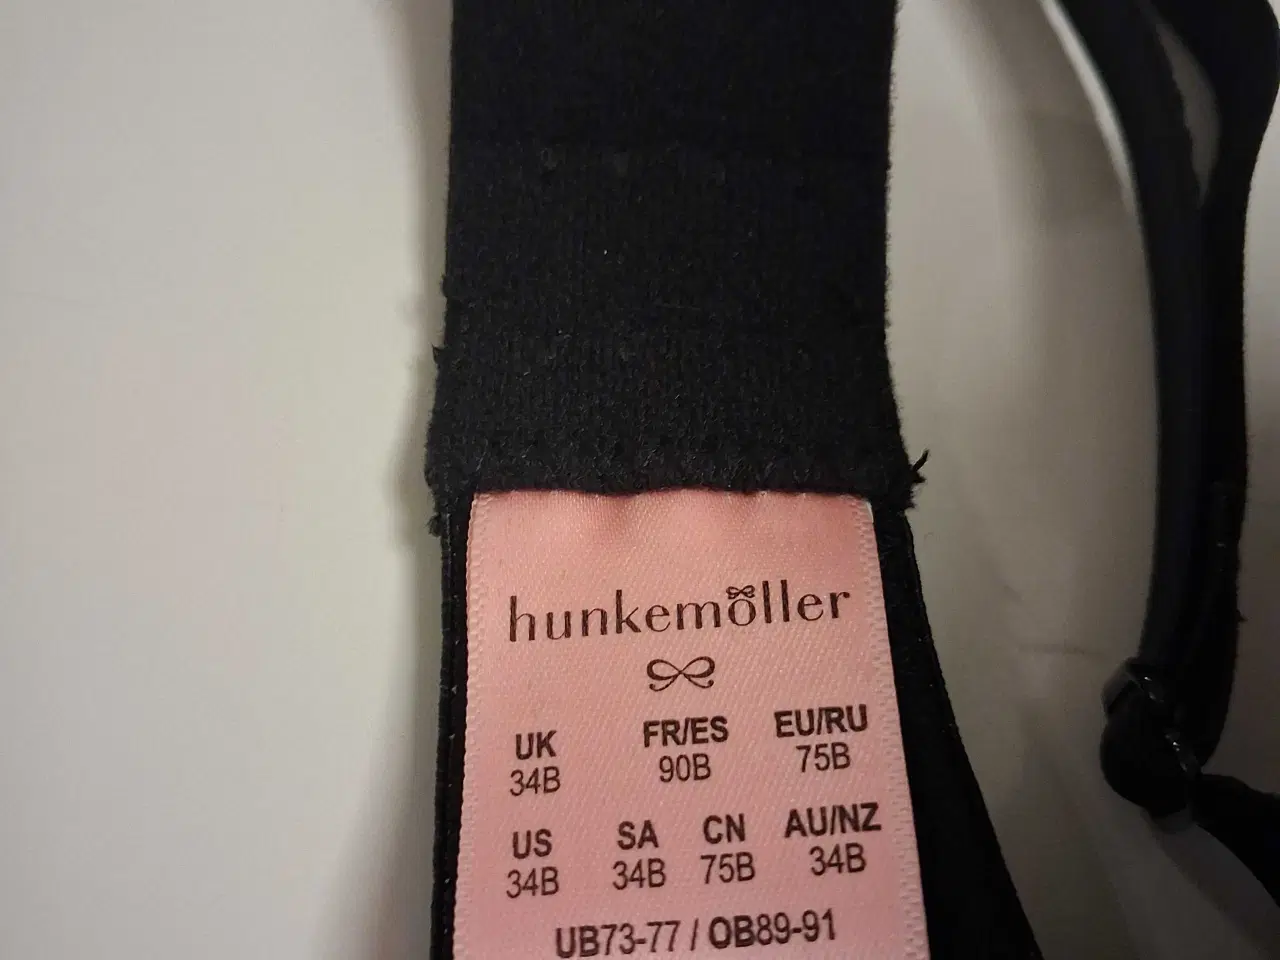 hunkemöller
UK FR/ES EU/RU
34B 90B 75B
US SA CN AU/NZ
34B 34B 75B 34B
UB73-77 / OB89-91